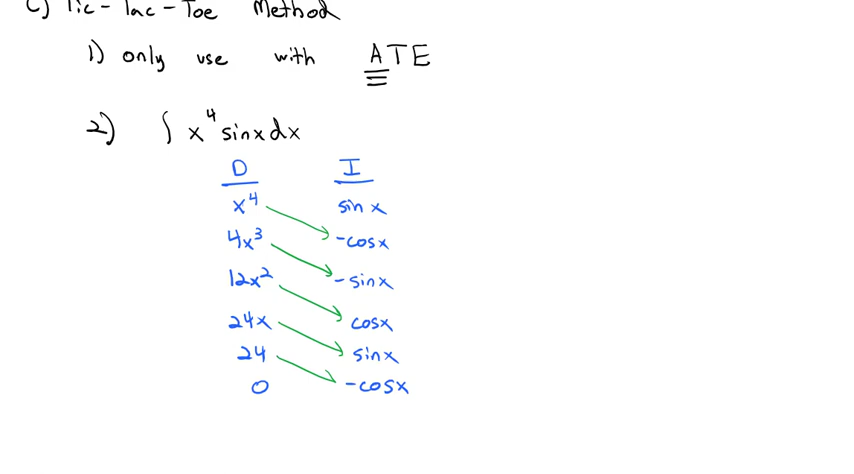 C) Tic - Tac - Toe Method
1) only use with ATE
2) ∫ x⁴ sinx dx
D I
x⁴ sin x
4x³ -cosx
12x² -sinx
24x cosx
24 sinx
0 -cosx